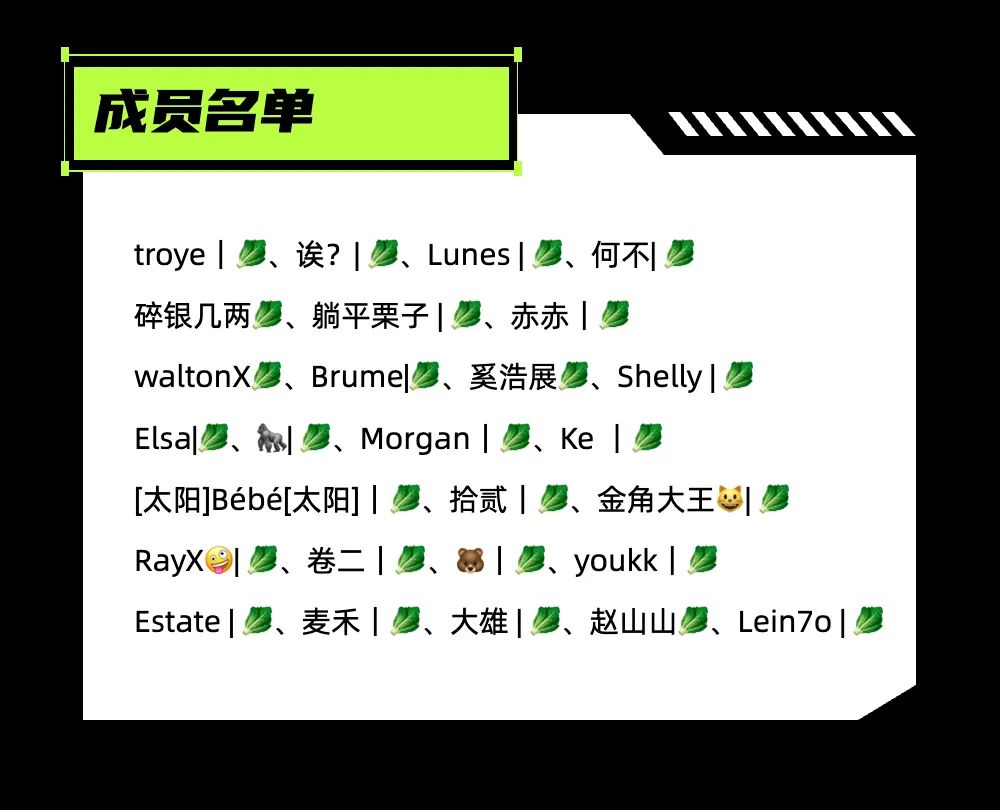 成员名单
troye｜🥬、诶？|🥬、Lunes |🥬、何不|🥬
碎银几两🥬、躺平栗子 |🥬、赤赤｜🥬
waltonX🥬、Brume|🥬、奚浩展🥬、Shelly |🥬
Elsa|🥬、🦍|🥬、Morgan｜🥬、Ke ｜🥬
[太阳]Bébé[太阳]｜🥬、拾贰｜🥬、金角大王😺|🥬
RayX🤪|🥬、卷二｜🥬、🐻｜🥬、youkk｜🥬
Estate |🥬、麦禾｜🥬、大雄 |🥬、赵山山🥬、Lein7o |🥬